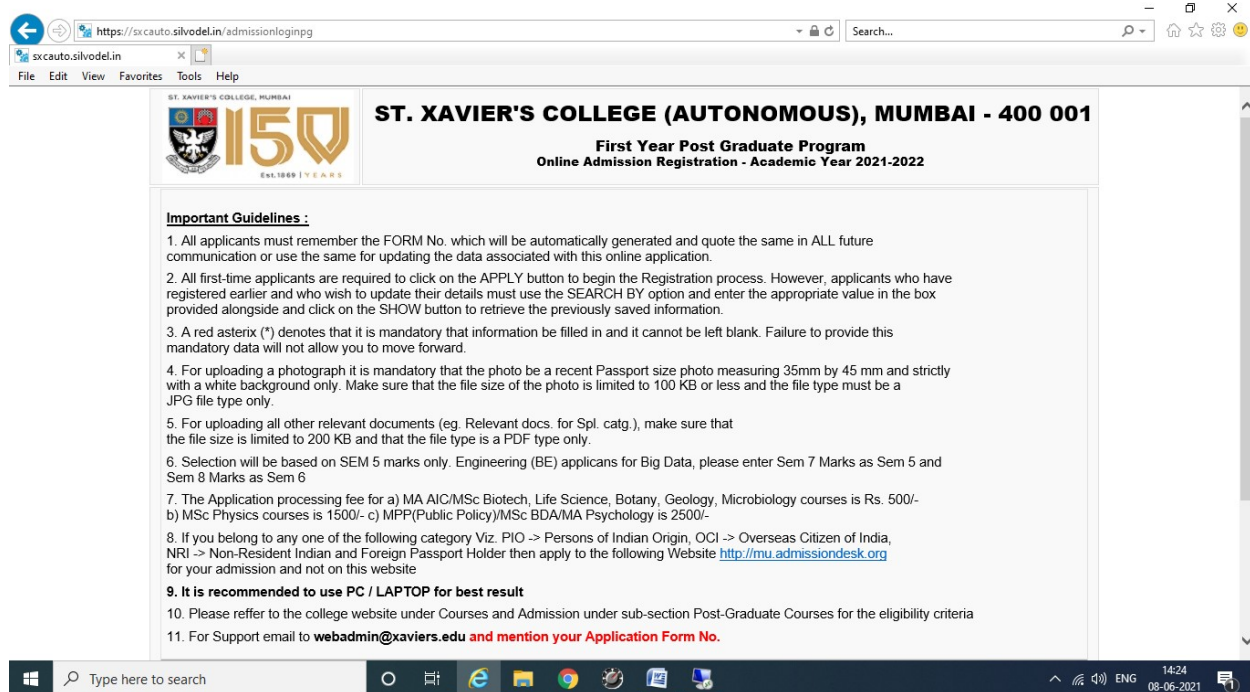 https://sxcauto.silvodel.in/admissionloginpg
Search...
sxcauto.silvodel.in
File Edit View Favorites Tools Help
ST. XAVIER'S COLLEGE, MUMBAI
150
Est.1869 | YEARS
ST. XAVIER'S COLLEGE (AUTONOMOUS), MUMBAI - 400 001
First Year Post Graduate Program
Online Admission Registration - Academic Year 2021-2022
Important Guidelines :
1. All applicants must remember the FORM No. which will be automatically generated and quote the same in ALL future
communication or use the same for updating the data associated with this online application.
2. All first-time applicants are required to click on the APPLY button to begin the Registration process. However, applicants who have
registered earlier and who wish to update their details must use the SEARCH BY option and enter the appropriate value in the box
provided alongside and click on the SHOW button to retrieve the previously saved information.
3. A red asterix (*) denotes that it is mandatory that information be filled in and it cannot be left blank. Failure to provide this
mandatory data will not allow you to move forward.
4. For uploading a photograph it is mandatory that the photo be a recent Passport size photo measuring 35mm by 45 mm and strictly
with a white background only. Make sure that the file size of the photo is limited to 100 KB or less and the file type must be a
JPG file type only.
5. For uploading all other relevant documents (eg. Relevant docs. for Spl. catg.), make sure that
the file size is limited to 200 KB and that the file type is a PDF type only.
6. Selection will be based on SEM 5 marks only. Engineering (BE) applicans for Big Data, please enter Sem 7 Marks as Sem 5 and
Sem 8 Marks as Sem 6
7. The Application processing fee for a) MA AIC/MSc Biotech, Life Science, Botany, Geology, Microbiology courses is Rs. 500/-
b) MSc Physics courses is 1500/- c) MPP(Public Policy)/MSc BDA/MA Psychology is 2500/-
8. If you belong to any one of the following category Viz. PIO -> Persons of Indian Origin, OCI -> Overseas Citizen of India,
NRI -> Non-Resident Indian and Foreign Passport Holder then apply to the following Website http://mu.admissiondesk.org
for your admission and not on this website
9. It is recommended to use PC / LAPTOP for best result
10. Please reffer to the college website under Courses and Admission under sub-section Post-Graduate Courses for the eligibility criteria
11. For Support email to webadmin@xaviers.edu and mention your Application Form No.
Type here to search
ENG
14:24
08-06-2021
1